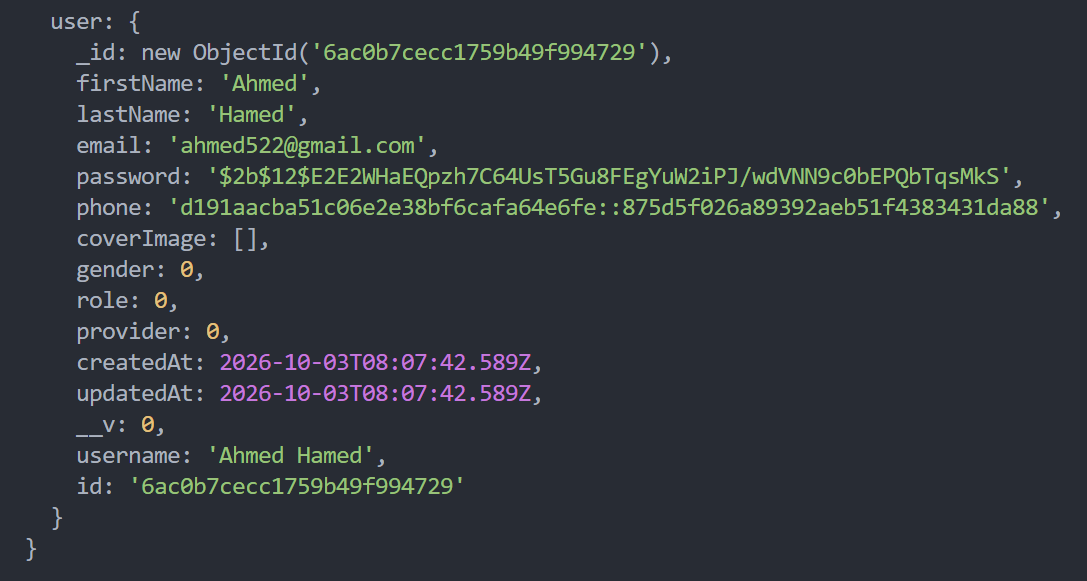 user: {
_id: new ObjectId('6ac0b7cecc1759b49f994729'),
firstName: 'Ahmed',
lastName: 'Hamed',
email: 'ahmed522@gmail.com',
password: '$2b$12$E2E2WHaEQpzh7C64UsT5Gu8FEgYuW2iPJ/wdVNN9c0bEPQbTqsMkS',
phone: 'd191aacba51c06e2e38bf6cafa64e6fe::875d5f026a89392aeb51f4383431da88',
coverImage: [],
gender: 0,
role: 0,
provider: 0,
createdAt: 2026-10-03T08:07:42.589Z,
updatedAt: 2026-10-03T08:07:42.589Z,
__v: 0,
username: 'Ahmed Hamed',
id: '6ac0b7cecc1759b49f994729'
}
}